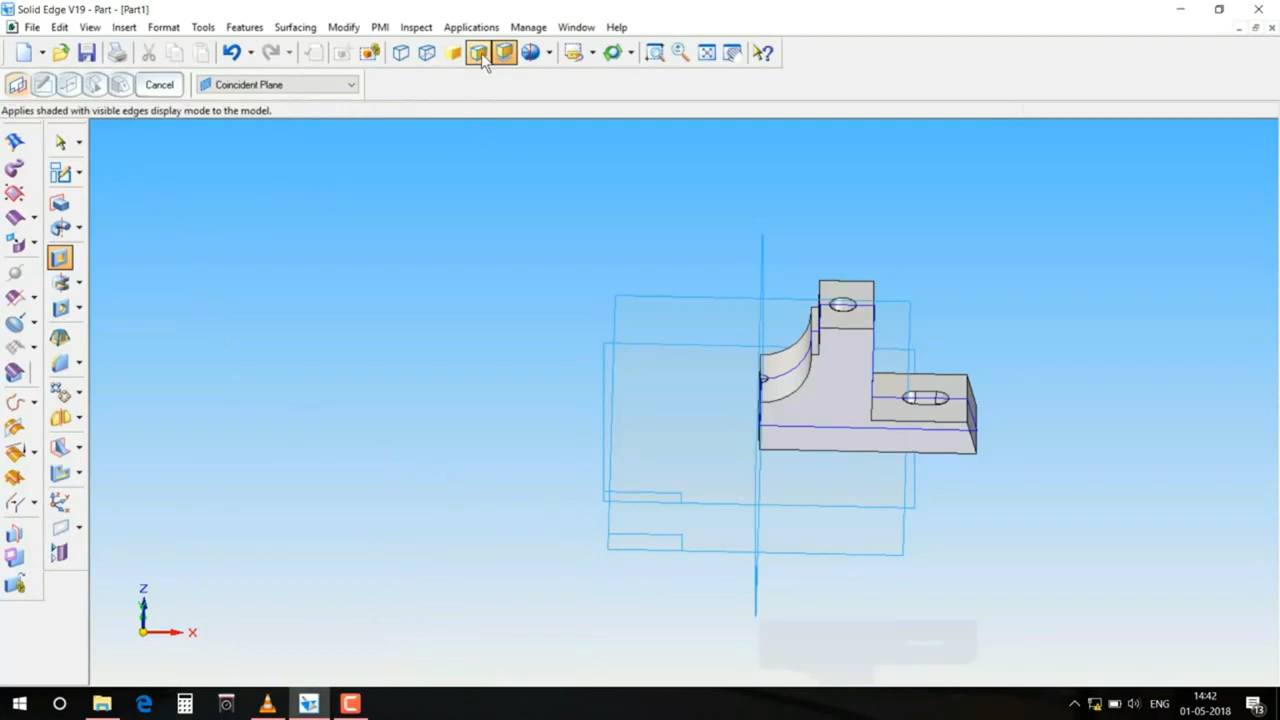 Solid Edge V19 - Part - [Part1]
File Edit View Insert Format Tools Features Surfacing Modify PMI Inspect Applications Manage Window Help
Cancel Coincident Plane
Applies shaded with visible edges display mode to the model.
Z
X
14:42
ENG
01-05-2018
13